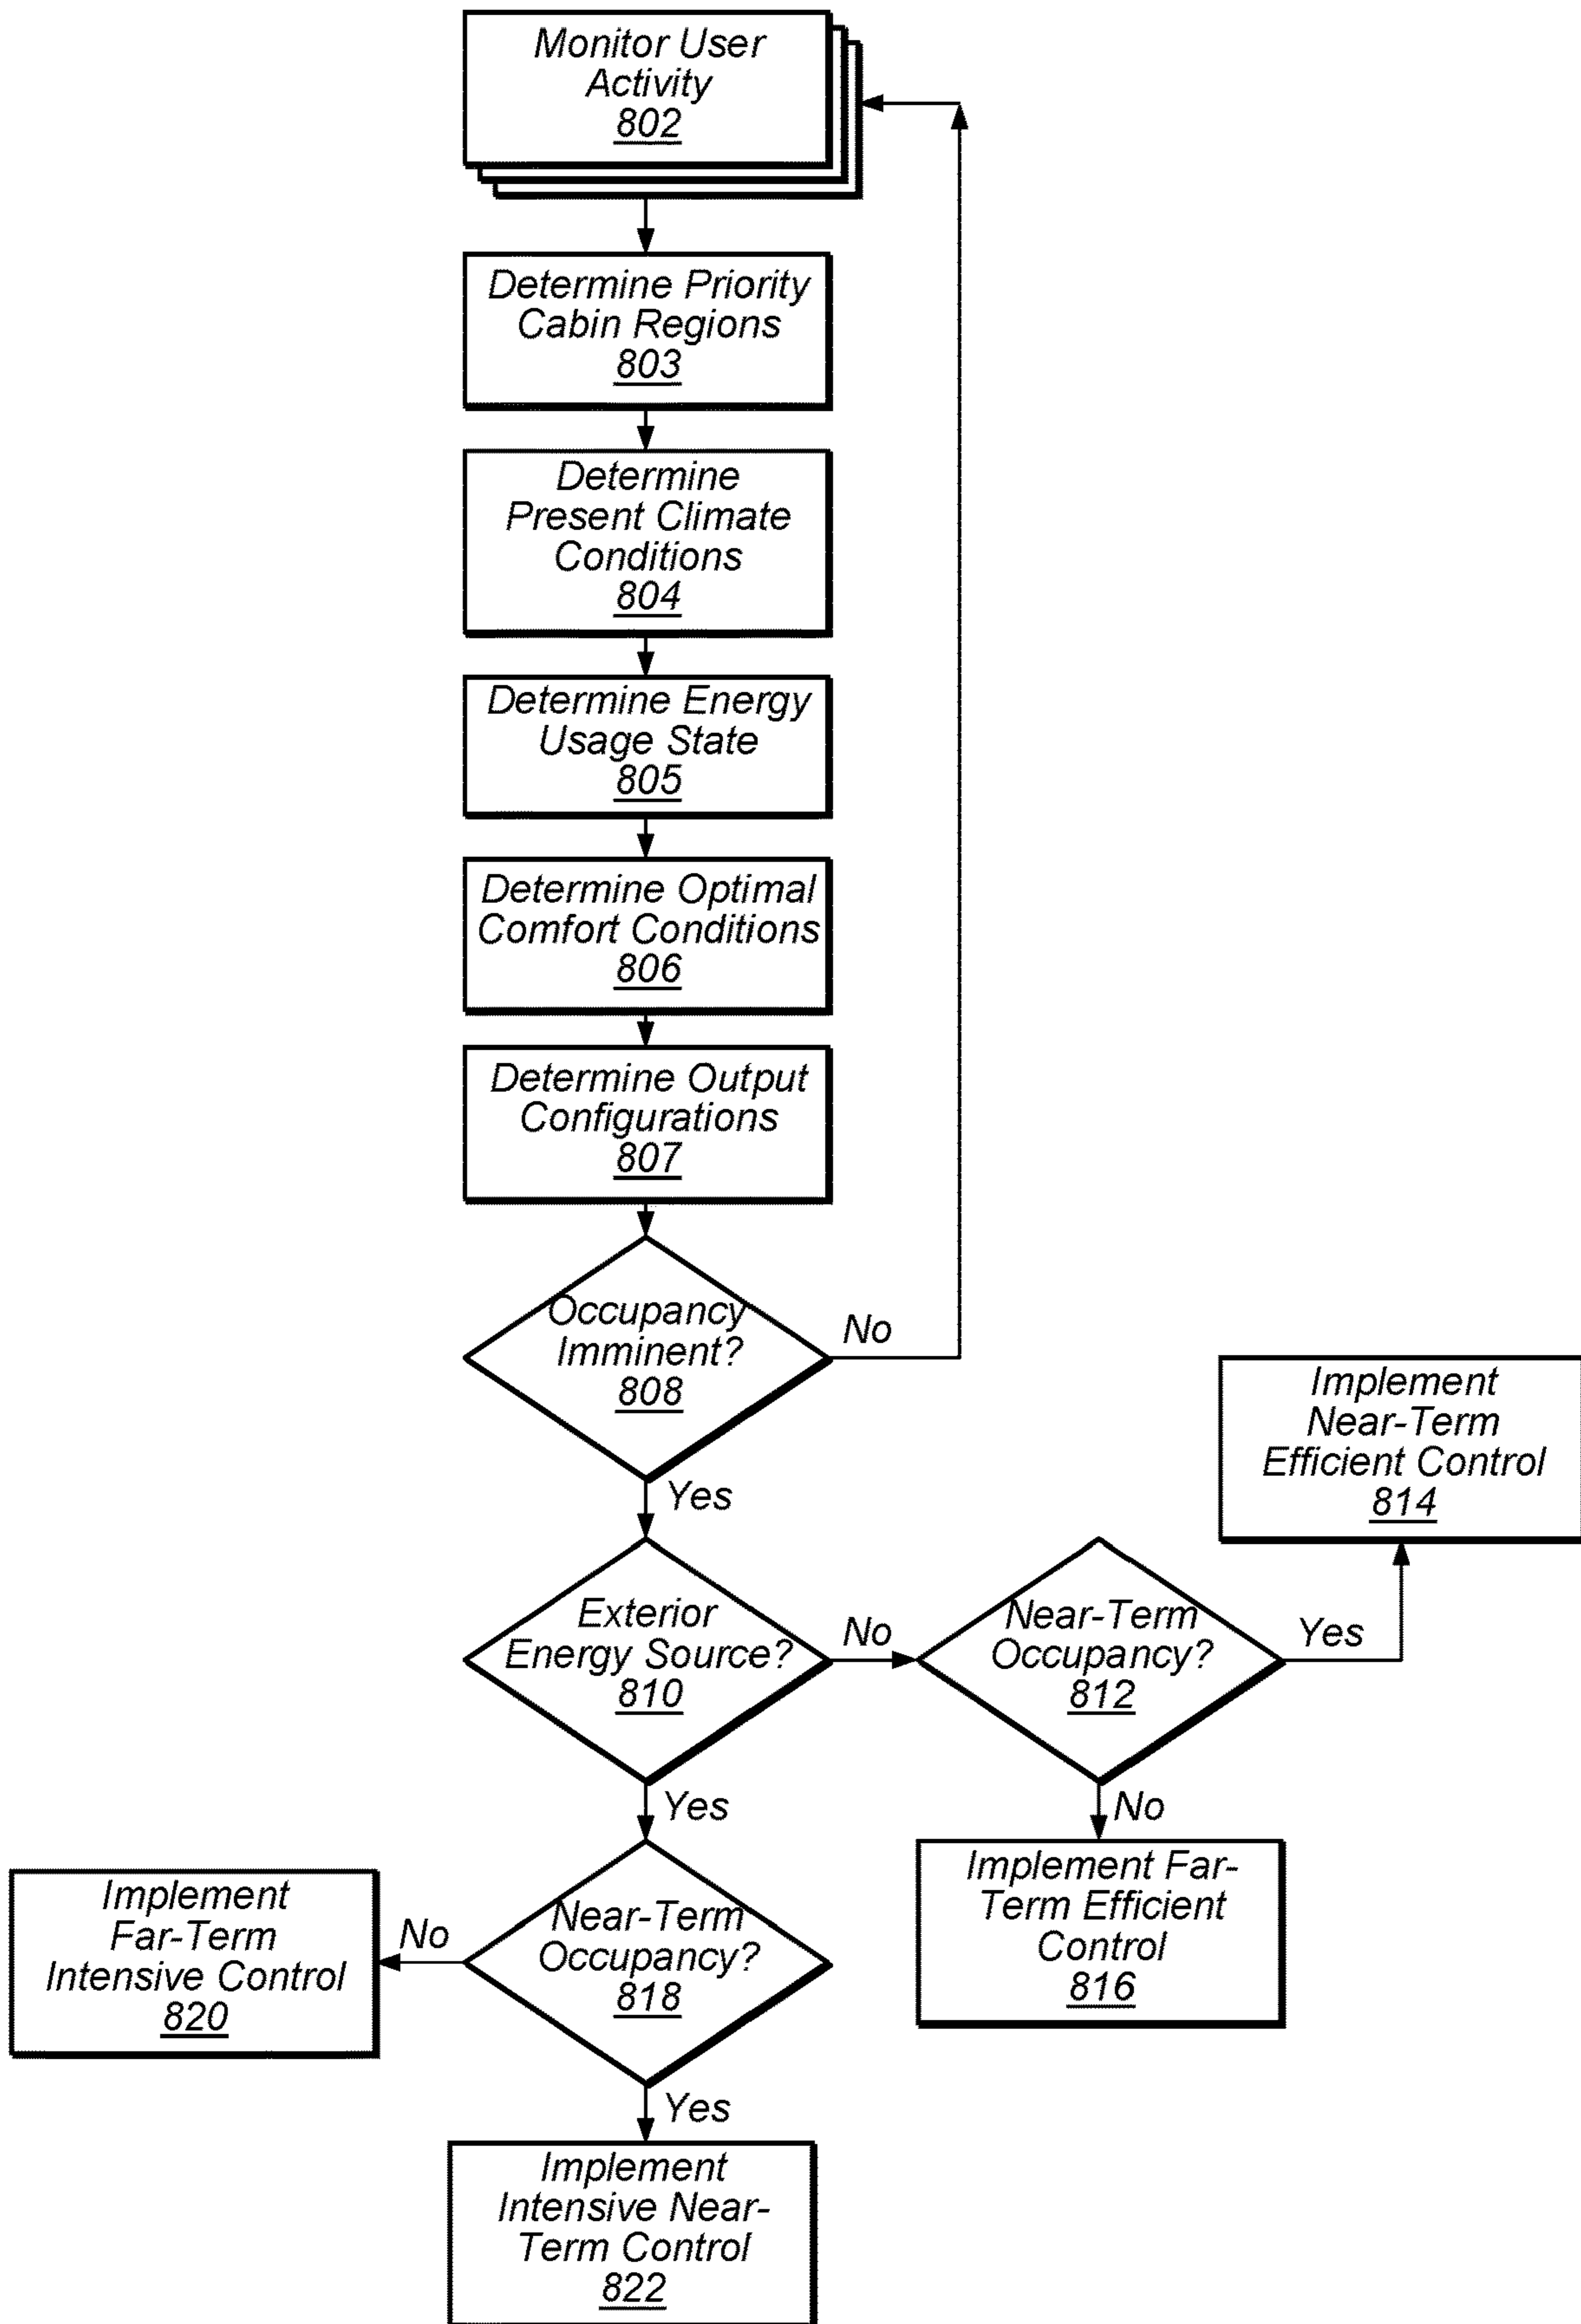 Monitor User
Activity
802
Determine Priority
Cabin Regions
803
Determine
Present Climate
Conditions
804
Determine Energy
Usage State
805
Determine Optimal
Comfort Conditions
806
Determine Output
Configurations
807
Occupancy
Imminent?
808
No
Yes
Implement
Near-Term
Efficient Control
814
Exterior
Energy Source?
810
No
Near-Term
Occupancy?
812
Yes
Yes
No
Implement
Far-Term
Intensive Control
820
No
Near-Term
Occupancy?
818
Implement Far-
Term Efficient
Control
816
Yes
Implement
Intensive Near-
Term Control
822